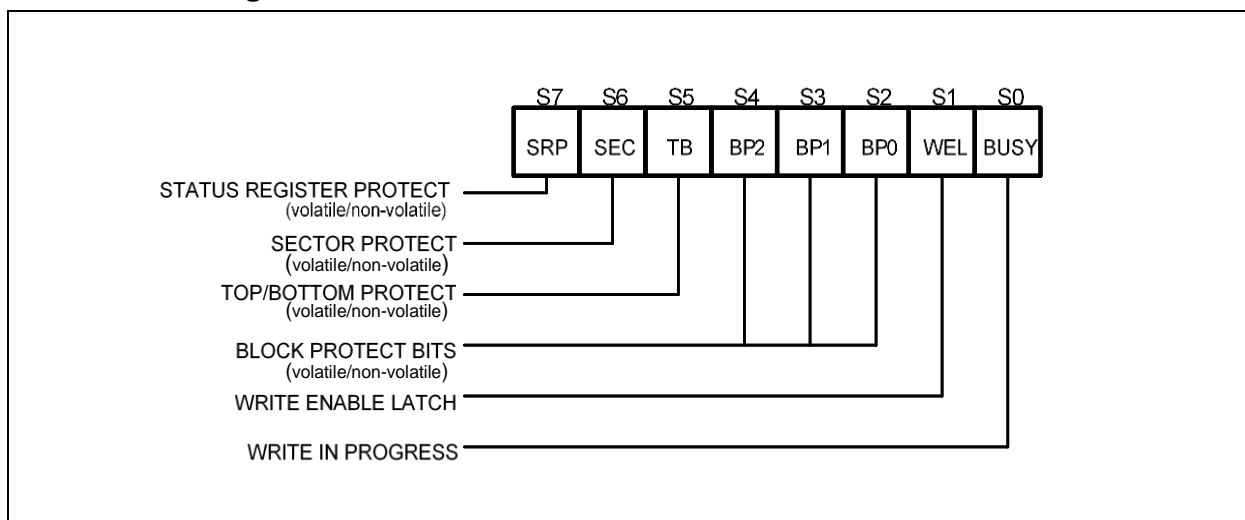 S7 S6 S5 S4 S3 S2 S1 S0
SRP SEC TB BP2 BP1 BP0 WEL BUSY
STATUS REGISTER PROTECT
(volatile/non-volatile)
SECTOR PROTECT
(volatile/non-volatile)
TOP/BOTTOM PROTECT
(volatile/non-volatile)
BLOCK PROTECT BITS
(volatile/non-volatile)
WRITE ENABLE LATCH
WRITE IN PROGRESS